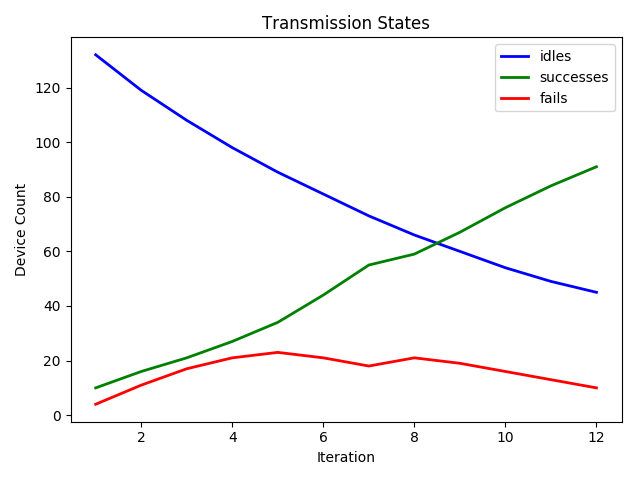 Transmission States
idles
successes
fails
Device Count
120
100
80
60
40
20
0
2 4 6 8 10 12
Iteration